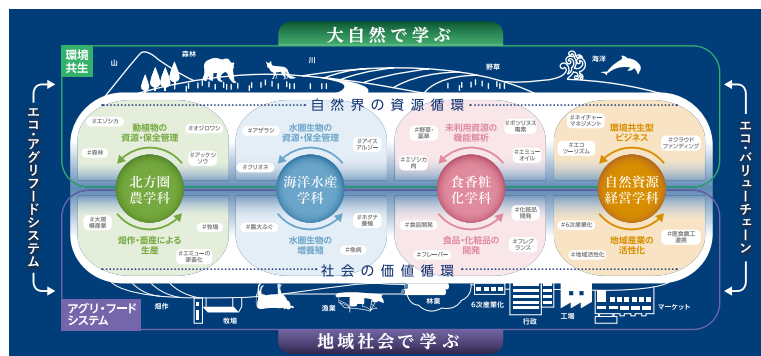 大自然で学ぶ
環境
共生
山
森林
川
野草
海洋
自然界の資源循環
エコ・アグリフードシステム
エコ・バリューチェーン
#エゾシカ
動植物の
資源・保全管理
#オジロワシ
#森林
#アッケシ
ソウ
北方圏
農学科
#大規
模産業
#牧場
畑作・畜産による
生産
#エミューの
家畜化
#アザラシ
水圏生物の
資源・保全管理
#アイス
アルジー
#クリオネ
海洋水産
学科
#農大ふぐ
#ホタテ
養殖
水圏生物の
増養殖
#魚病
#野草・
薬草
未利用資源の
機能解析
#ボツリヌス
毒素
#エゾシカ
肉
#エミュー
オイル
食香粧
化学科
#食品開発
#化粧品
開発
食品・化粧品の
開発
#フレーバー
#フレグ
ランス
#ネイチャー
マネジメント
環境共生型
ビジネス
#エコ
ツーリズム
#クラウド
ファンディング
自然資源
経営学科
#6次産業化
#医食農工
連携
地域産業の
活性化
#地域活性化
社会の価値循環
アグリ・フード
システム
畑作
牧場
漁業
林業
6次産業化
行政
工場
マーケット
地域社会で学ぶ